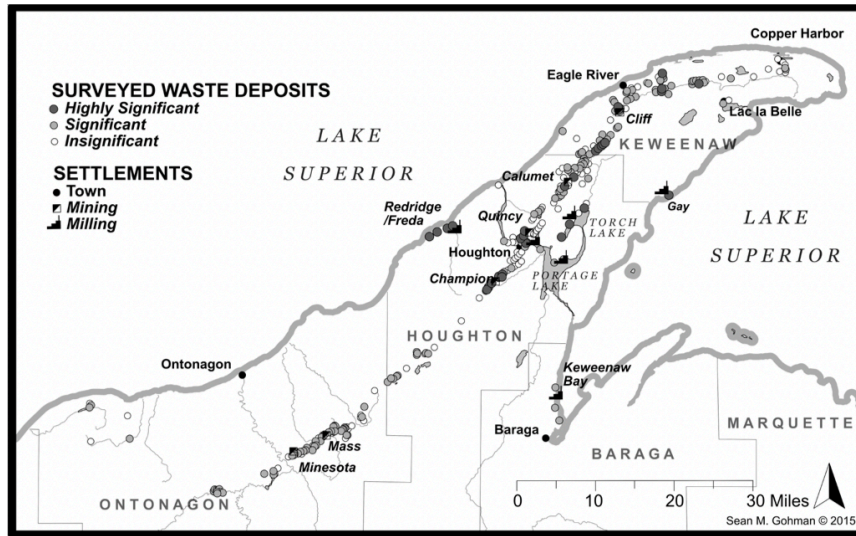 Copper Harbor
Eagle River
SURVEYED WASTE DEPOSITS
Highly Significant
Significant
Insignificant
LAKE
SUPERIOR
Cliff
Lac la Belle
KEWEENAW
SETTLEMENTS
Town
Mining
Milling
Calumet
Redridge
/Freda
Quincy
TORCH
LAKE
Gay
LAKE
SUPERIOR
Houghton
PORTAGE
LAKE
Champion
HOUGHTON
Ontonagon
Keweenaw
Bay
Baraga
MARQUETTE
BARAGA
Mass
Minesota
ONTONAGON
0 5 10 20 30 Miles
Sean M. Gohman © 2015